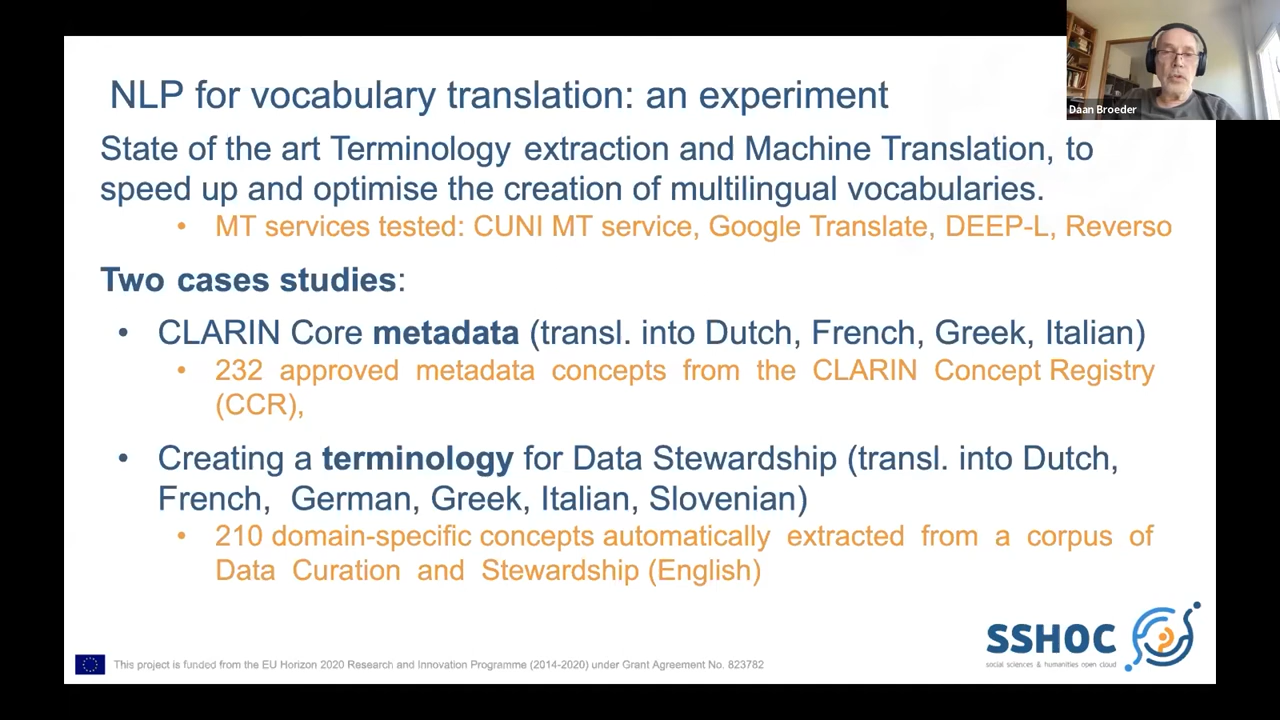 NLP for vocabulary translation: an experiment
Daan Broeder
State of the art Terminology extraction and Machine Translation, to
speed up and optimise the creation of multilingual vocabularies.
• MT services tested: CUNI MT service, Google Translate, DEEP-L, Reverso
Two cases studies:
• CLARIN Core metadata (transl. into Dutch, French, Greek, Italian)
• 232 approved metadata concepts from the CLARIN Concept Registry
(CCR),
• Creating a terminology for Data Stewardship (transl. into Dutch,
French, German, Greek, Italian, Slovenian)
• 210 domain-specific concepts automatically extracted from a corpus of
Data Curation and Stewardship (English)
SSHOC
social sciences & humanities open cloud
This project is funded from the EU Horizon 2020 Research and Innovation Programme (2014-2020) under Grant Agreement No. 823782